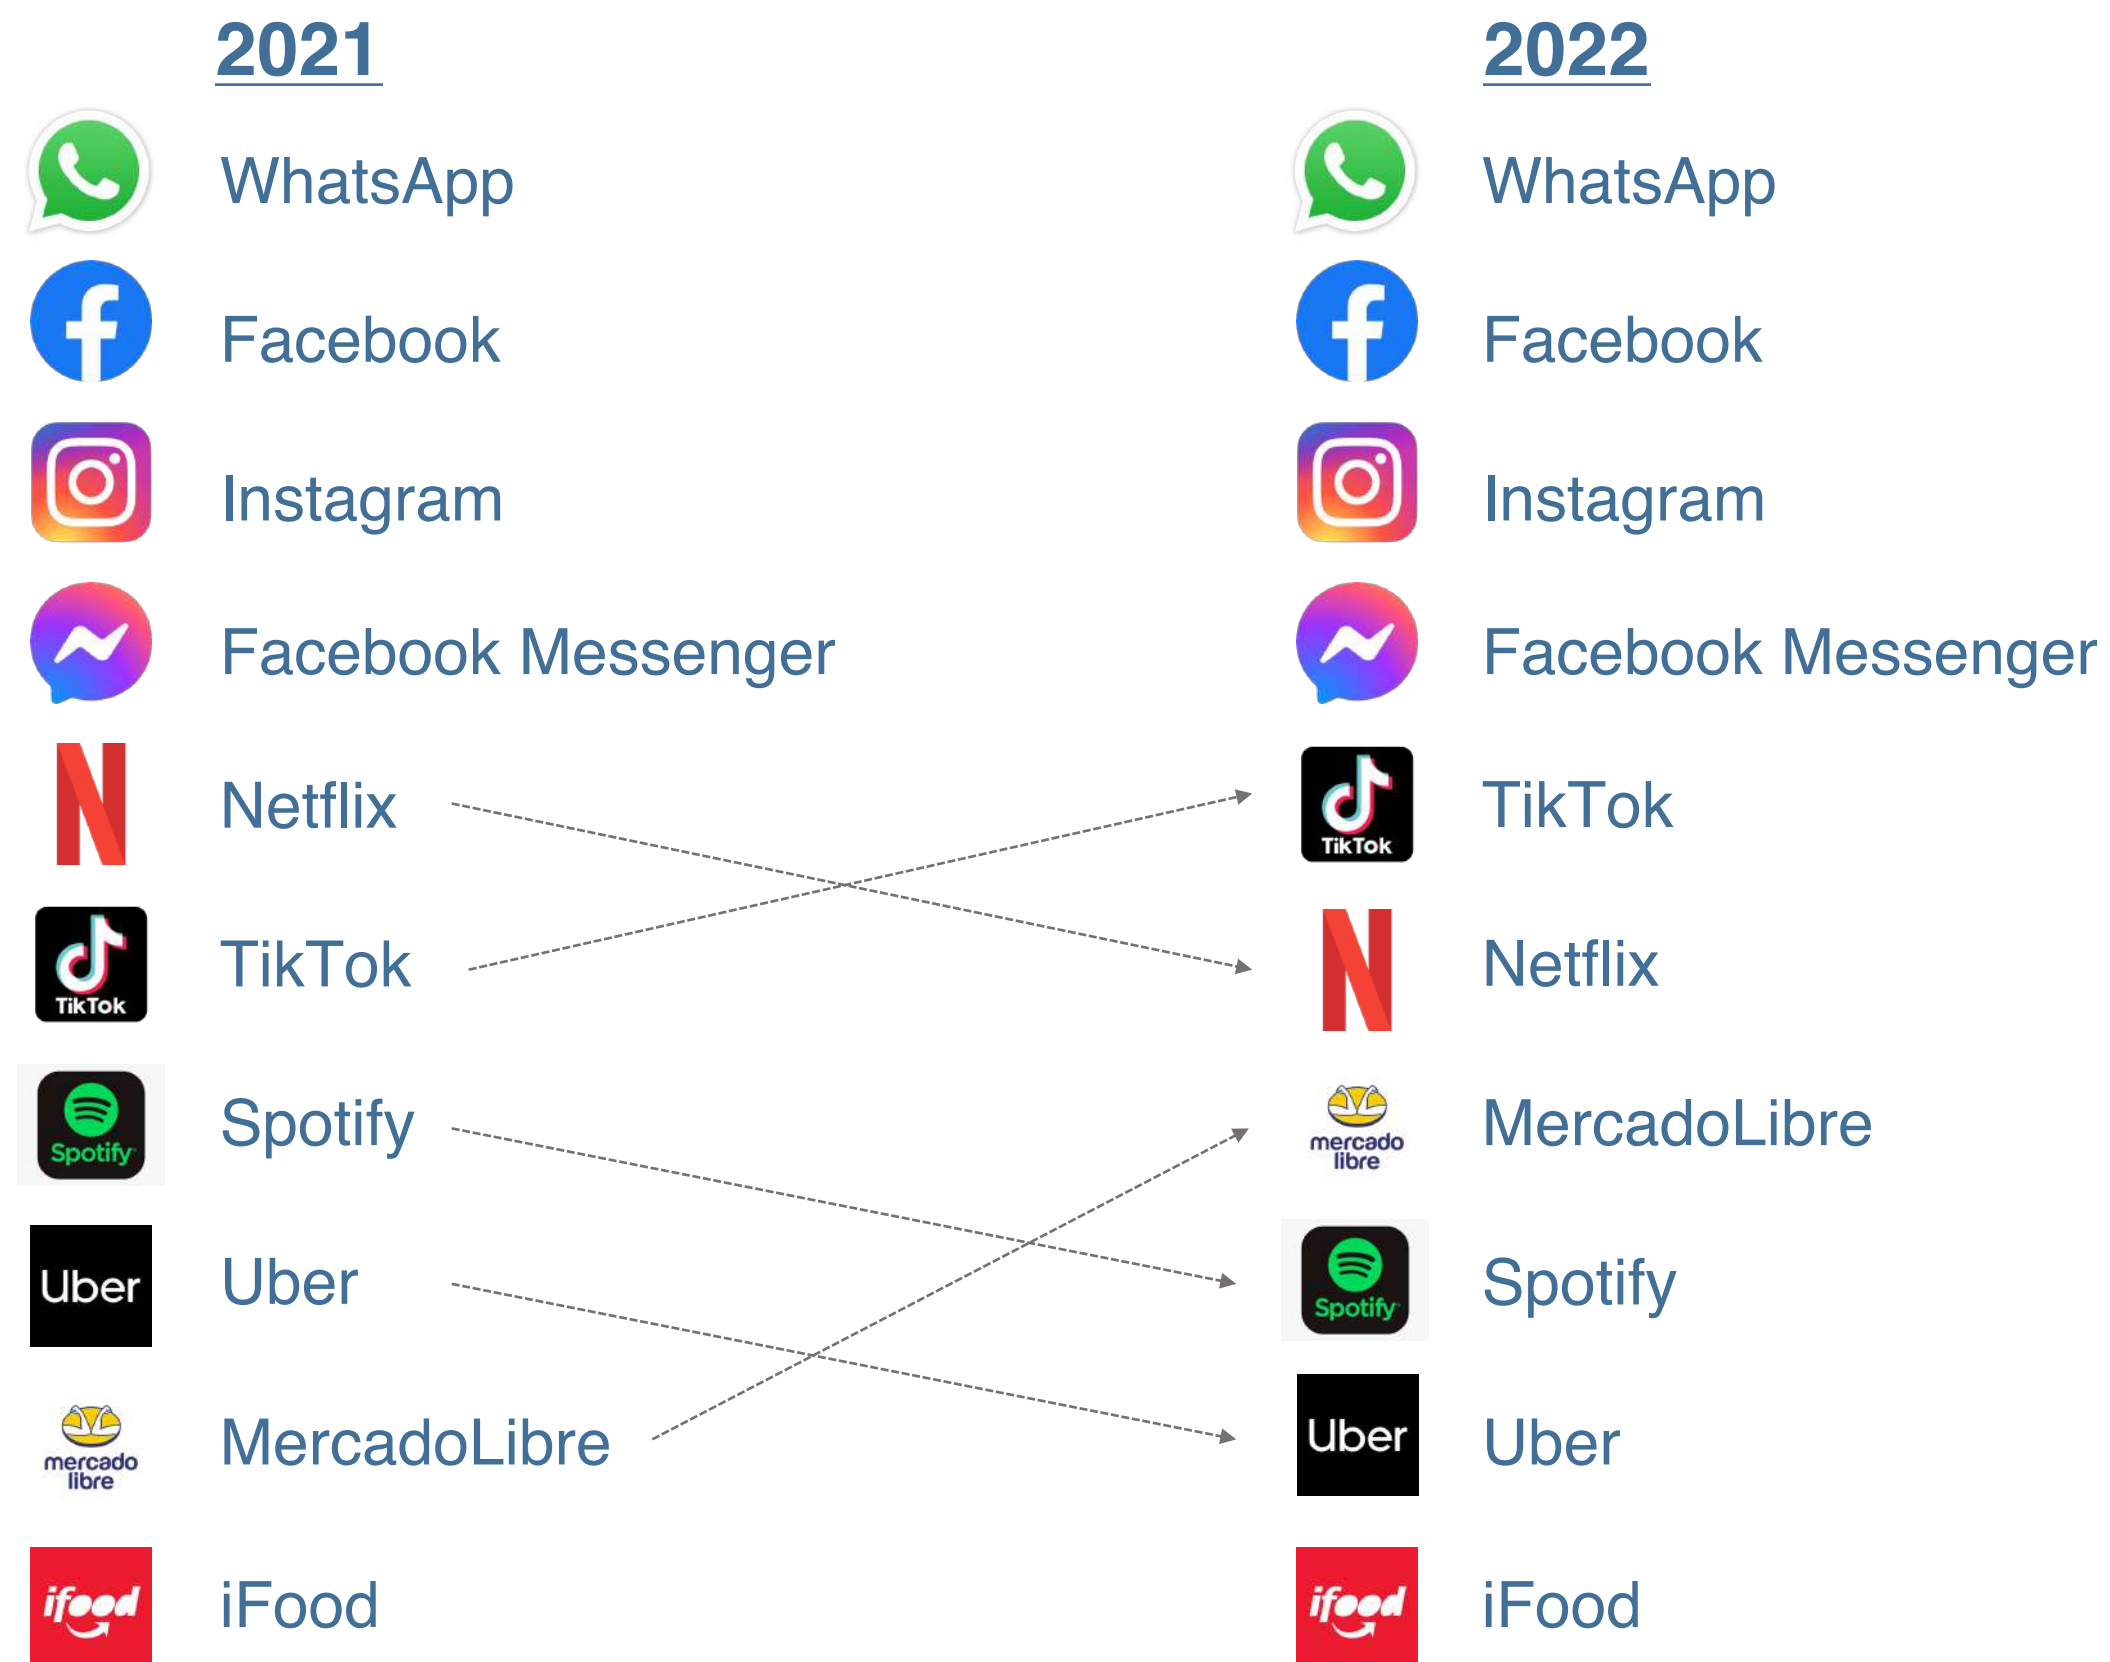 2021
2022
WhatsApp
WhatsApp
Facebook
Facebook
Instagram
Instagram
Facebook Messenger
Facebook Messenger
Netflix
TikTok
TikTok
TikTok
TikTok
Netflix
Spotify
Spotify
mercado
libre
MercadoLibre
Uber
Uber
Spotify
Spotify
mercado
libre
MercadoLibre
Uber
Uber
ifood
iFood
ifood
iFood